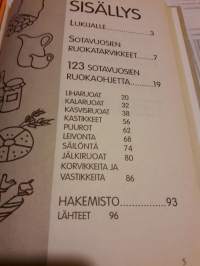 SISÄLLYS
LUKIJALLE ............ 3
SOTAVUOSIEN
RUOKATARVIKKEET ........ 7
123 SOTAVUOSIEN
RUOKAOHJETTA ........ 19
LIHARUOAT 20
KALARUOAT 32
KASVISRUOAT 38
KASTIKKEET 56
PUUROT 62
LEIVONTA 68
SÄILÖNTÄ 74
JÄLKIRUOAT 80
KORVIKKEITA JA
VASTIKKEITA 86
HAKEMISTO ............ 93
LÄHTEET 96
5